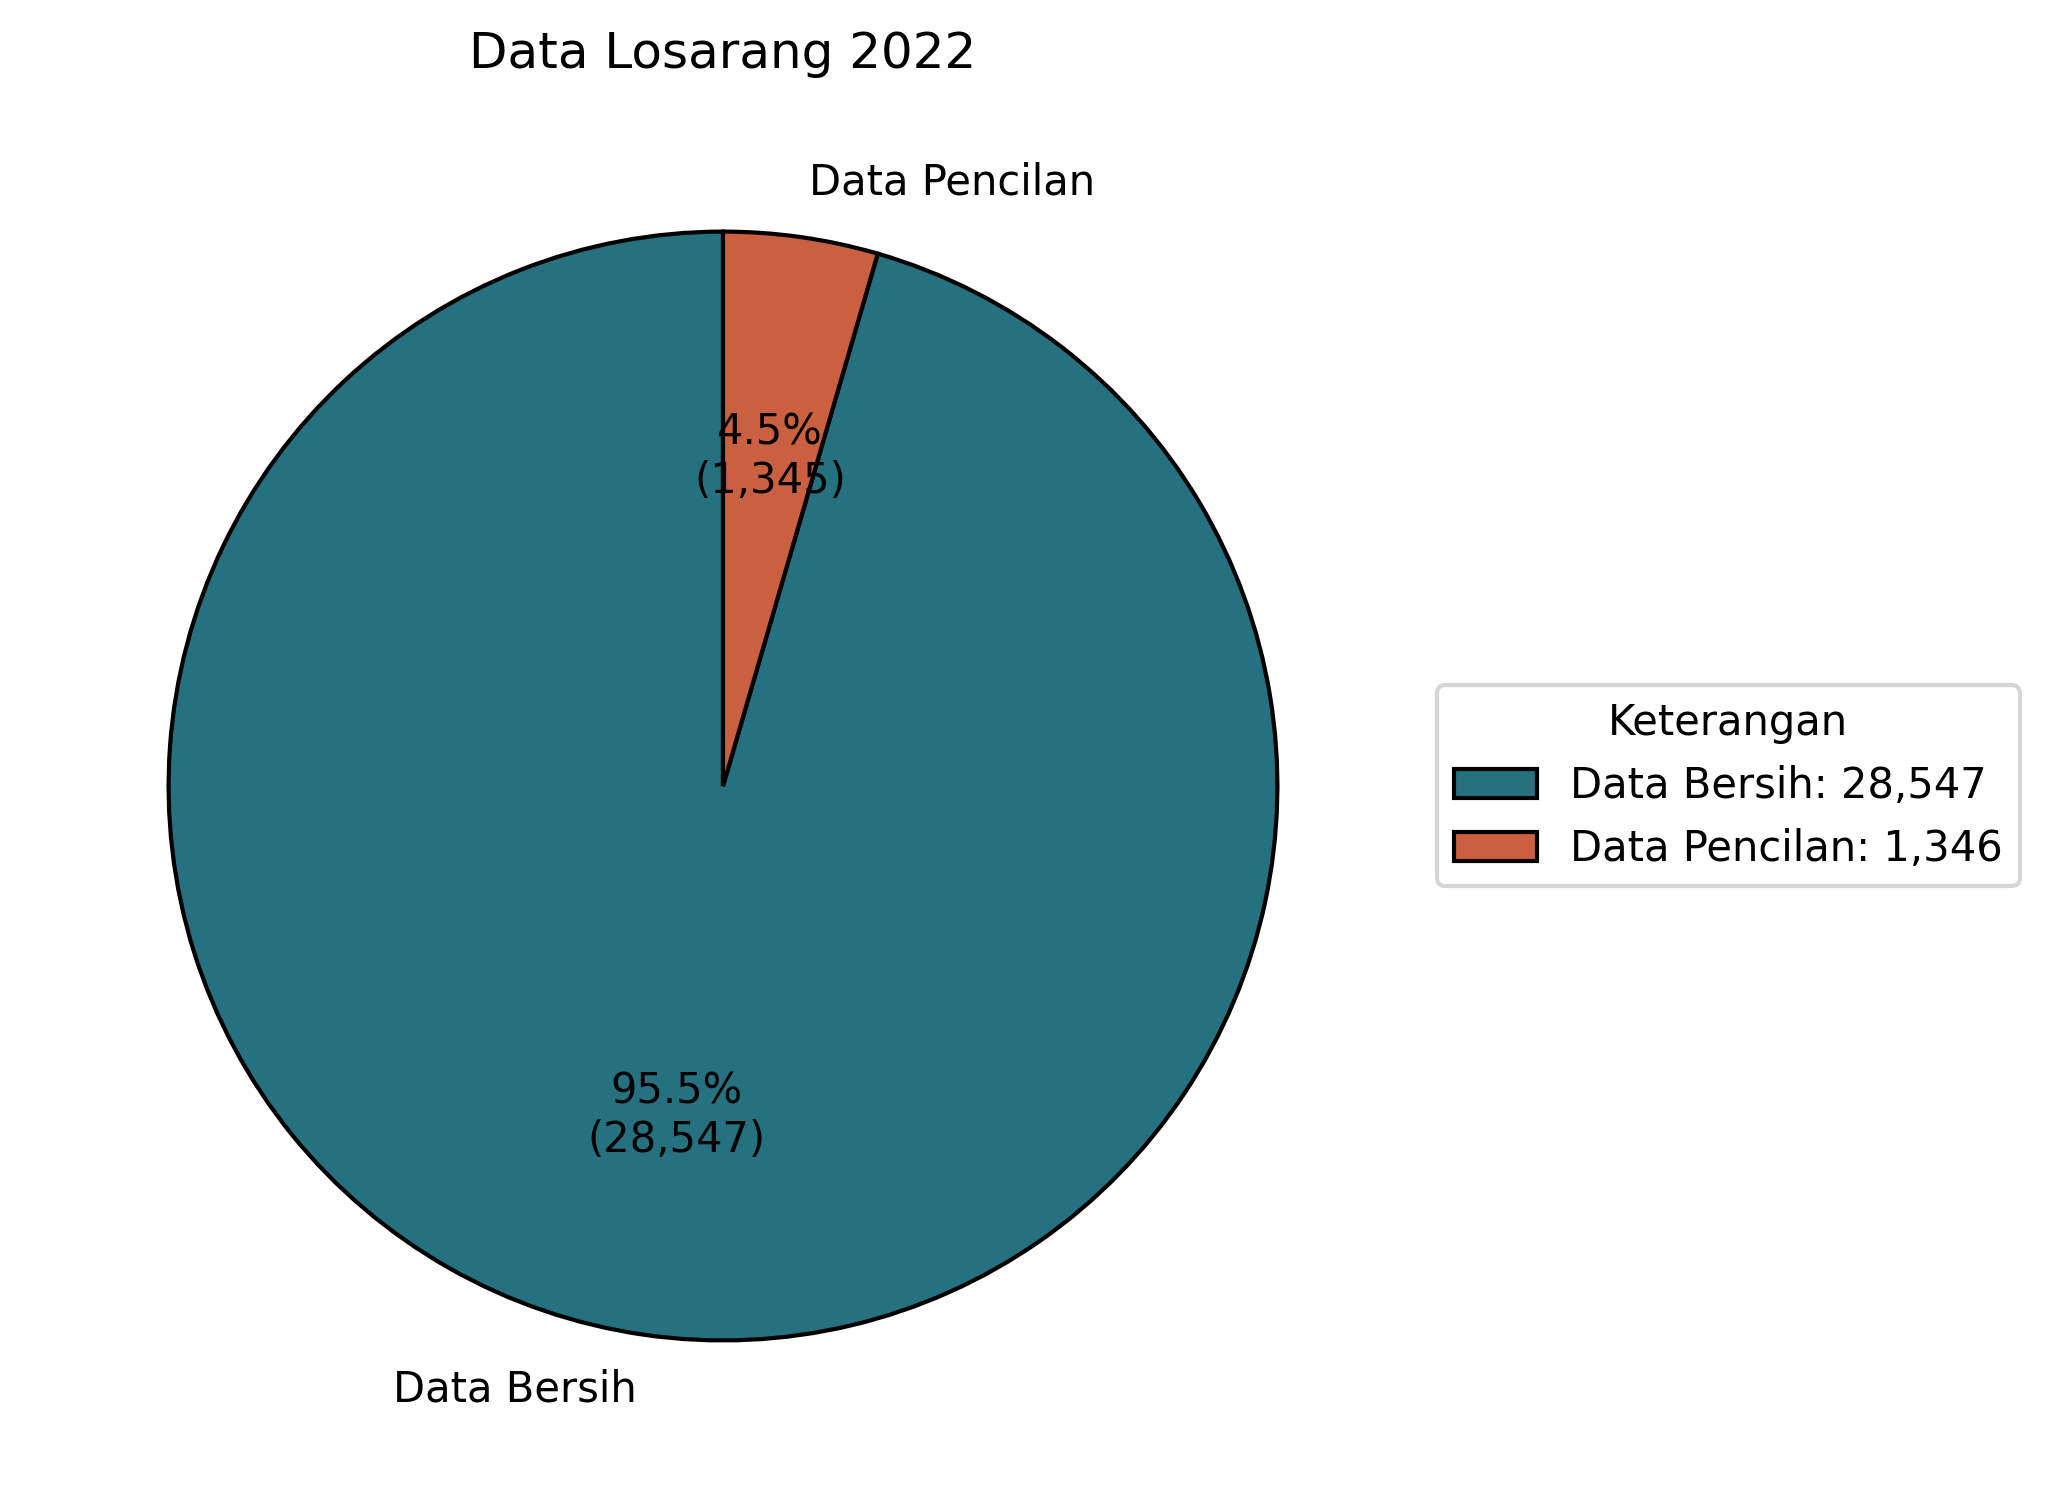 Data Losarang 2022
Data Pencilan
4.5%
(1,345)
Keterangan
Data Bersih: 28,547
Data Pencilan: 1,346
95.5%
(28,547)
Data Bersih